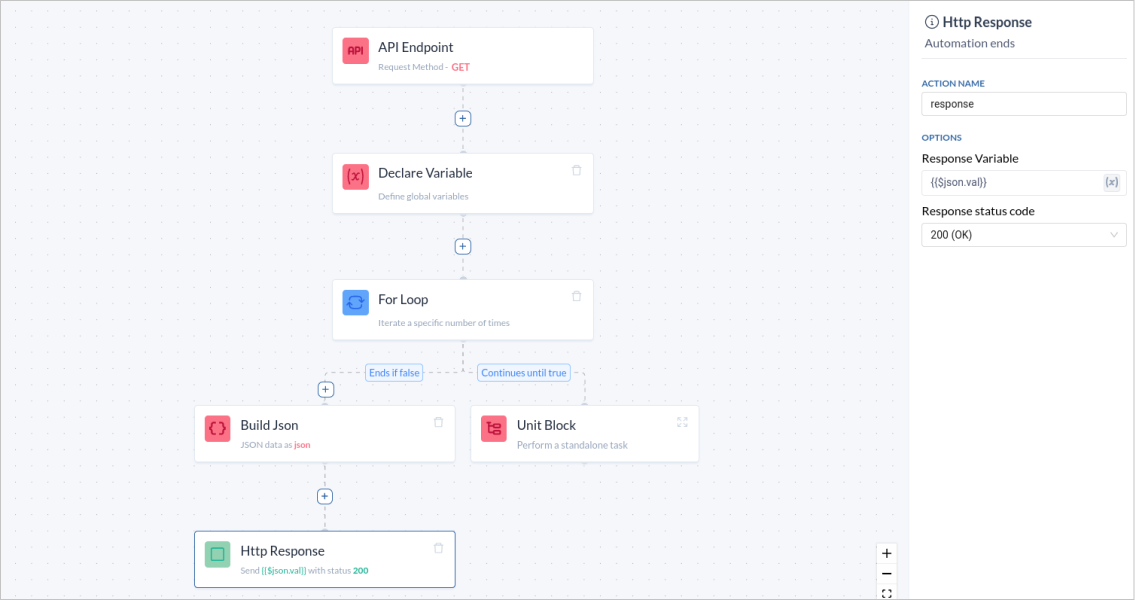 API
API Endpoint
Request Method - GET
+
(x)
Declare Variable
Define global variables
+
For Loop
Iterate a specific number of times
Ends if false
Continues until true
+
{} Build Json
JSON data as json
Unit Block
Perform a standalone task
+
Http Response
Send {{$json.val}} with status 200
+
−
Http Response
Automation ends
ACTION NAME
response
OPTIONS
Response Variable
{{$json.val}} (x)
Response status code
200 (OK)